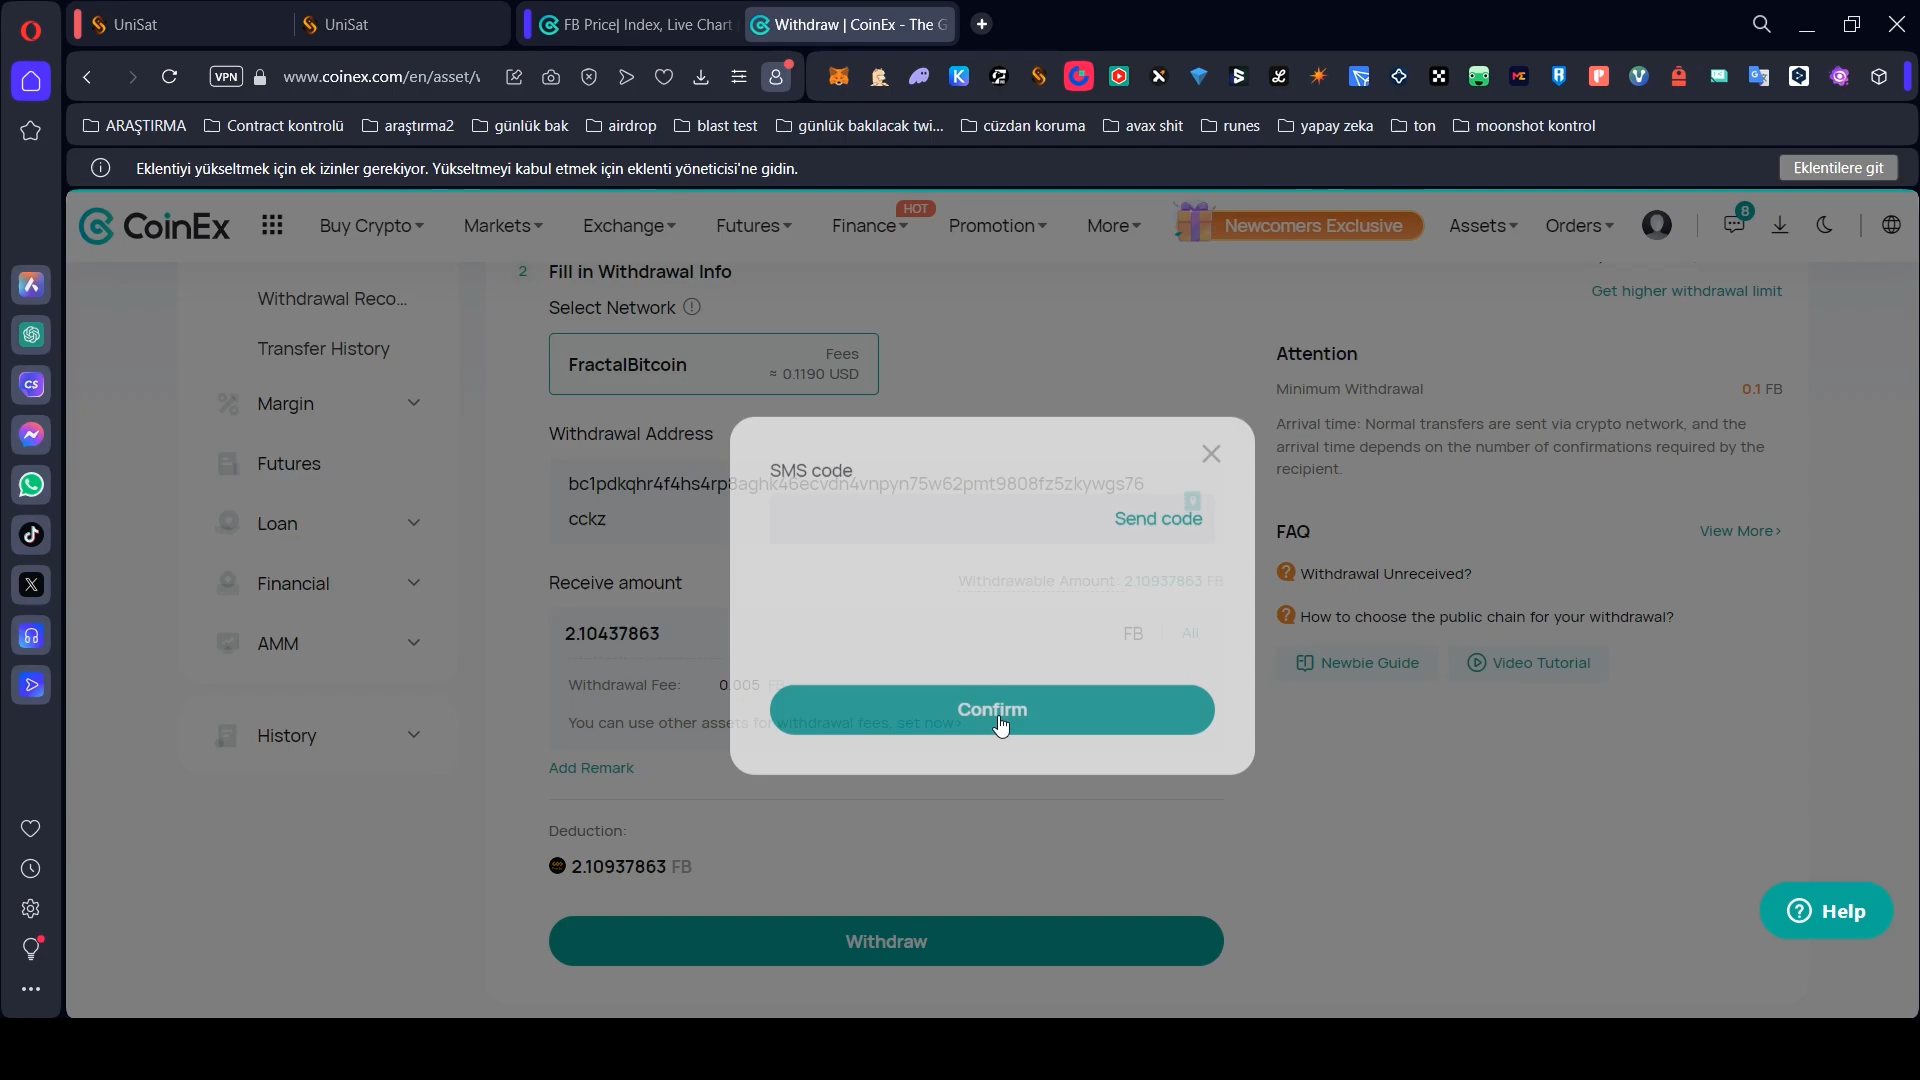 UniSat
UniSat
FB Price| Index, Live Chart
Withdraw | CoinEx - The G
VPN
www.coinex.com/en/asset/
ARAŞTIRMA
Contract kontrolü
araştırma2
günlük bak
airdrop
blast test
günlük bakılacak twi...
cüzdan koruma
avax shit
runes
yapay zeka
ton
moonshot kontrol
Eklentiyi yükseltmek için ek izinler gerekiyor. Yükseltmeyi kabul etmek için eklenti yöneticisi'ne gidin.
Eklentilere git
CoinEx
Buy Crypto
Markets
Exchange
Futures
HOT
Finance
Promotion
More
Newcomers Exclusive
Assets
Orders
8
Withdrawal Reco...
Transfer History
Margin
Futures
Loan
Financial
AMM
History
2 Fill in Withdrawal Info
Select Network
FractalBitcoin
Fees
≈ 0.1190 USD
Withdrawal Address
bc1pdkqhr4f4hs4rp8aghk46ecvdn4vnpyn75w62pmt9808fz5zkywgs76
cckz
SMS code
Send code
Receive amount
Withdrawable Amount: 2.10937863 FB
2.10437863
FB
All
Withdrawal Fee: 0.005 FB
You can use other assets for withdrawal fees, set now>
Confirm
Add Remark
Deduction:
2.10937863 FB
Withdraw
Get higher withdrawal limit
Attention
Minimum Withdrawal
0.1 FB
Arrival time: Normal transfers are sent via crypto network, and the
arrival time depends on the number of confirmations required by the
recipient.
FAQ
View More>
Withdrawal Unreceived?
How to choose the public chain for your withdrawal?
Newbie Guide
Video Tutorial
Help